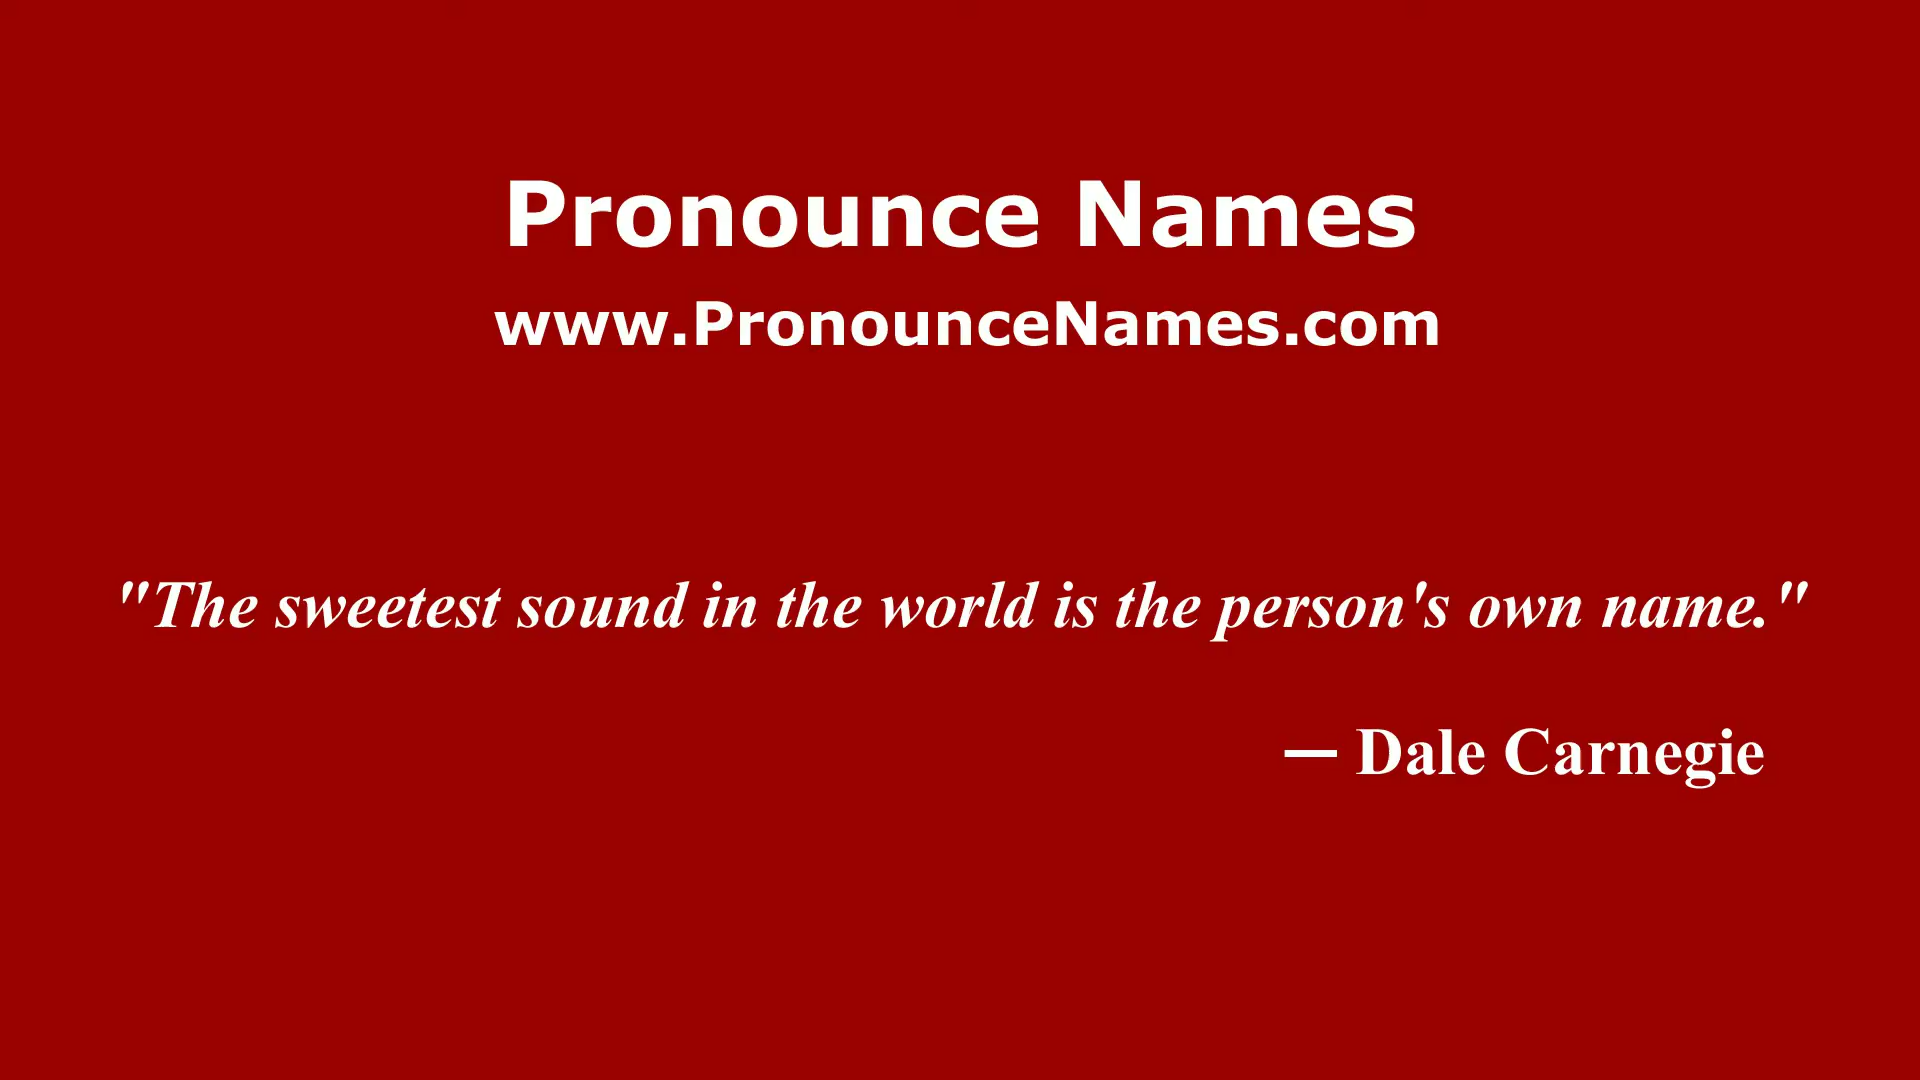 Pronounce Names
www.PronounceNames.com
"The sweetest sound in the world is the person's own name."
— Dale Carnegie